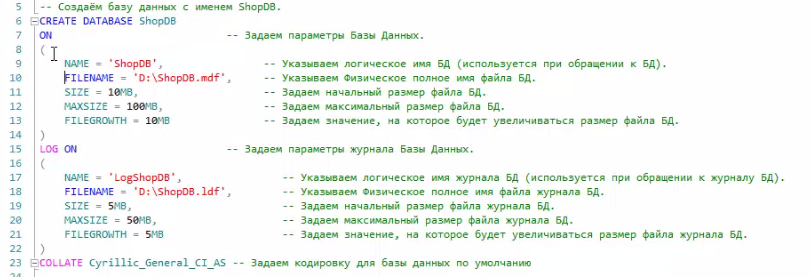 5 -- Создаём базу данных с именем ShopDB.
6 CREATE DATABASE ShopDB
7 ON -- Задаем параметры Базы Данных.
8 (
9 NAME = 'ShopDB', -- Указываем логическое имя БД (используется при обращении к БД).
10 FILENAME = 'D:\ShopDB.mdf', -- Указываем Физическое полное имя файла БД.
11 SIZE = 10MB, -- Задаем начальный размер файла БД.
12 MAXSIZE = 100MB, -- Задаем максимальный размер файла БД.
13 FILEGROWTH = 10MB -- Задаем значение, на которое будет увеличиваться размер файла БД.
14 )
15 LOG ON -- Задаем параметры журнала Базы Данных.
16 (
17 NAME = 'LogShopDB', -- Указываем логическое имя журнала БД (используется при обращении к журналу БД).
18 FILENAME = 'D:\ShopDB.ldf', -- Указываем Физическое полное имя файла журнала БД.
19 SIZE = 5MB, -- Задаем начальный размер файла журнала БД.
20 MAXSIZE = 50MB, -- Задаем максимальный размер файла журнала БД.
21 FILEGROWTH = 5MB -- Задаем значение, на которое будет увеличиваться размер файла журнала БД.
22 )
23 COLLATE Cyrillic_General_CI_AS -- Задаем кодировку для базы данных по умолчанию